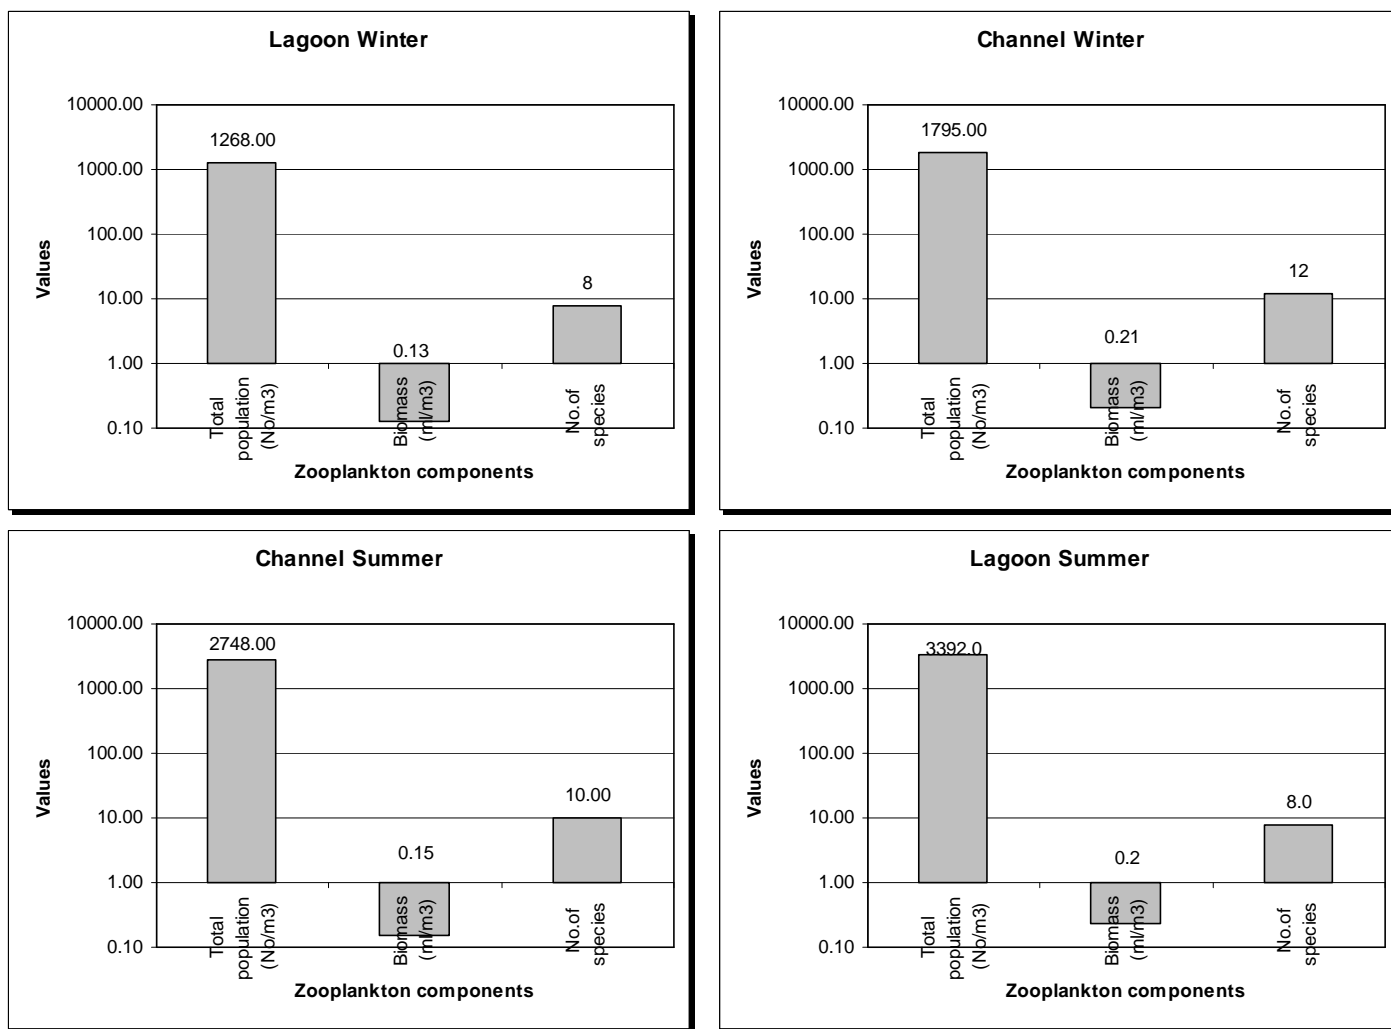 Lagoon Winter
10000.00
1000.00
100.00
10.00
1.00
0.10
Values
1268.00
0.13
8
Total
population
(No/m3)
Biomass
(ml/m3)
No.of
species
Zooplankton components
Channel Winter
10000.00
1000.00
100.00
10.00
1.00
0.10
Values
1795.00
0.21
12
Total
population
(No/m3)
Biomass
(ml/m3)
No.of
species
Zooplankton components
Channel Summer
10000.00
1000.00
100.00
10.00
1.00
0.10
Values
2748.00
0.15
10.00
Total
population
(No/m3)
Biomass
(ml/m3)
No.of
species
Zooplankton components
Lagoon Summer
10000.00
1000.00
100.00
10.00
1.00
0.10
Values
3392.0
0.2
8.0
Total
population
(No/m3)
Biomass
(ml/m3)
No.of
species
Zooplankton components